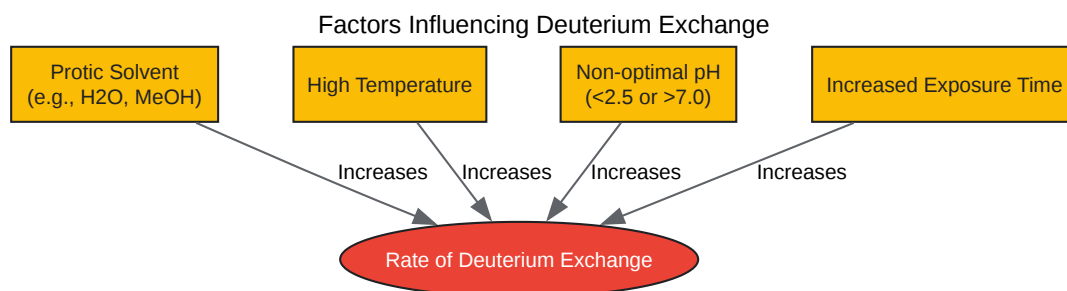 Factors Influencing Deuterium Exchange
Protic Solvent
(e.g., H2O, MeOH)
High Temperature
Non-optimal pH
(<2.5 or >7.0)
Increased Exposure Time
Increases
Increases
Increases
Increases
Rate of Deuterium Exchange